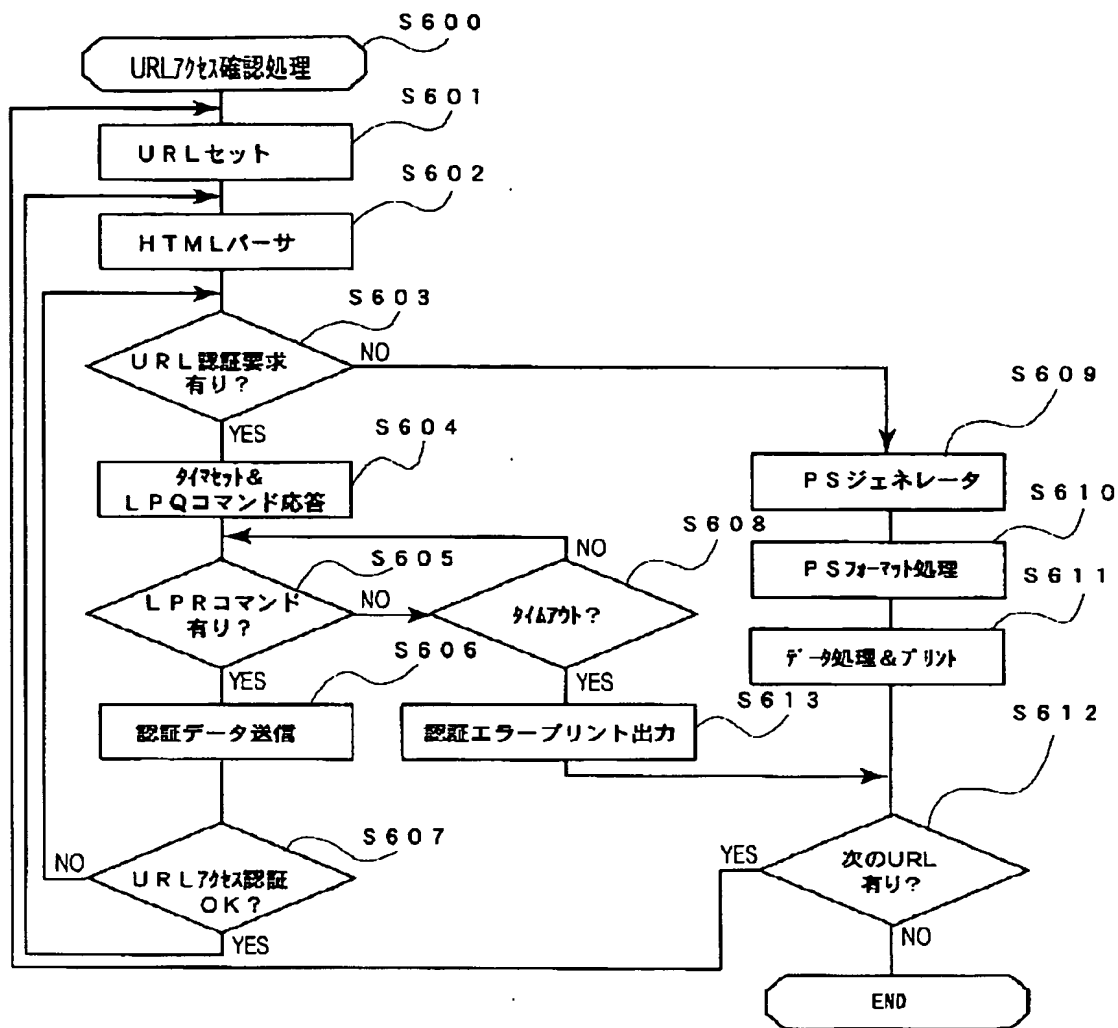 S600
URLアクセス確認処理
S601
URLセット
S602
HTMLパーサ
S603
URL認証要求
有り?
NO
YES
S604
タイマセット&
LPQコマンド応答
S605
LPRコマンド
有り?
NO
YES
S606
認証データ送信
S607
URLアクセス認証
OK?
NO
YES
S608
タイムアウト?
NO
YES
S613
認証エラープリント出力
S609
PSジェネレータ
S610
PSフォーマット処理
S611
データ処理&プリント
S612
次のURL
有り?
YES
NO
END